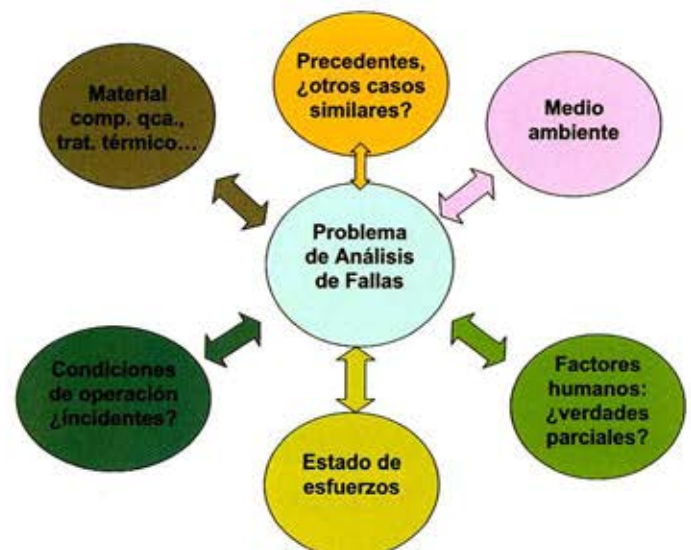 Precedentes,
¿otros casos
similares?
Material
comp. qca.,
trat. térmico...
Medio
ambiente
Problema
de Análisis
de Fallas
Condiciones
de operación
¿incidentes?
Factores
humanos:
¿verdades
parciales?
Estado de
esfuerzos